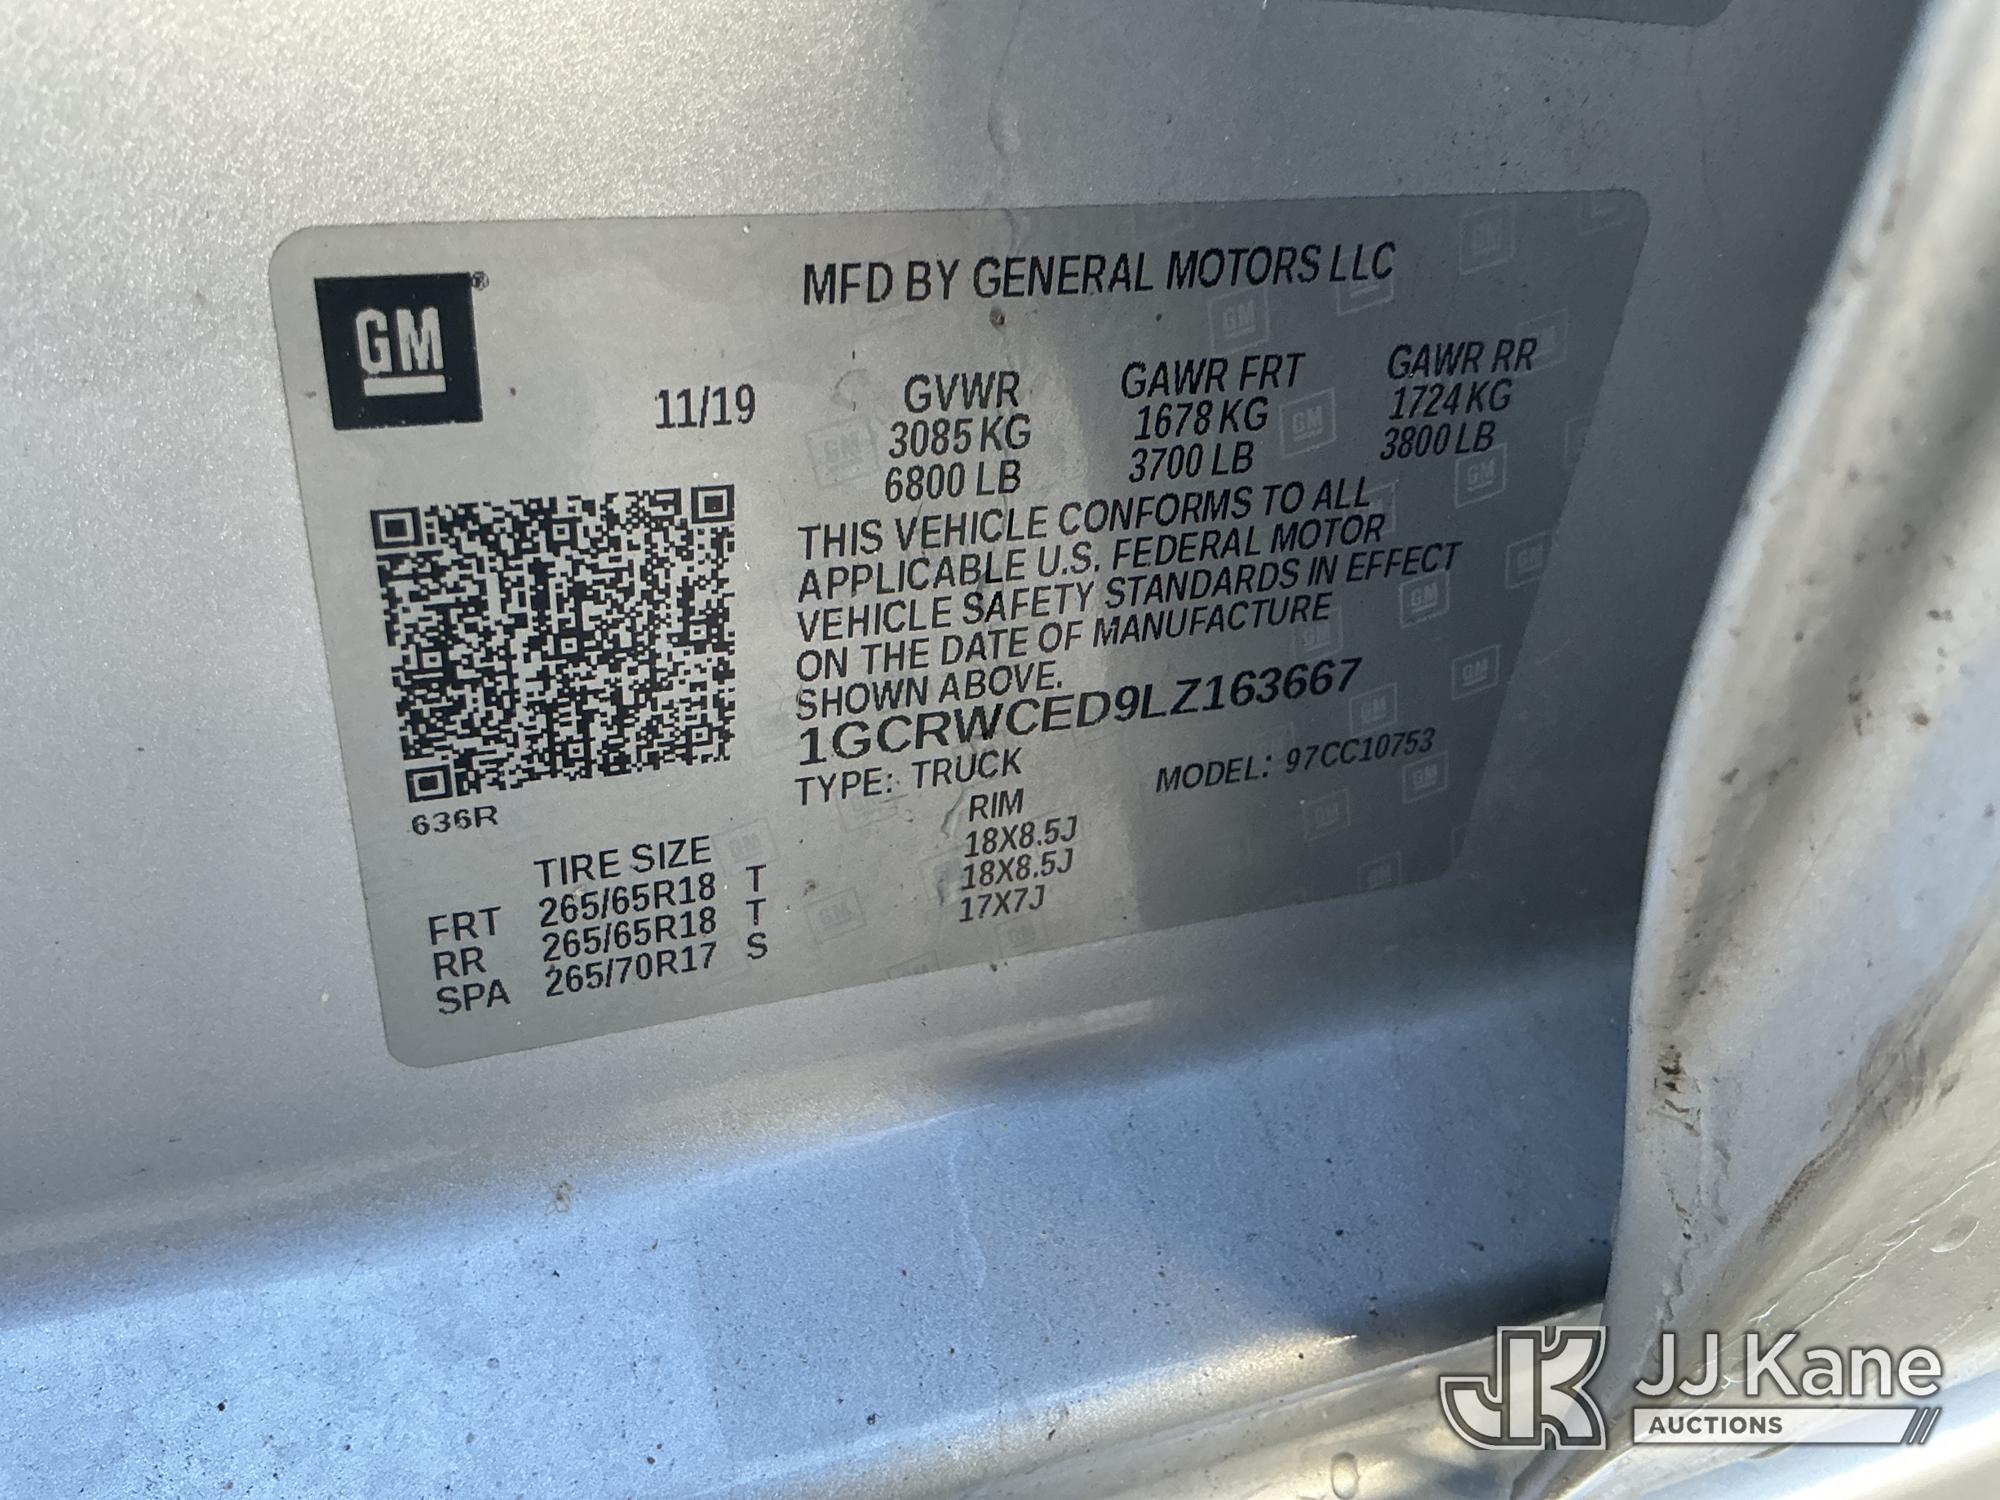 GM®
MFD BY GENERAL MOTORS LLC
11/19
GVWR GAWR FRT GAWR RR
3085 KG 1678 KG 1724 KG
6800 LB 3700 LB 3800 LB
THIS VEHICLE CONFORMS TO ALL
APPLICABLE U.S. FEDERAL MOTOR
VEHICLE SAFETY STANDARDS IN EFFECT
ON THE DATE OF MANUFACTURE
SHOWN ABOVE.
1GCRWCED9LZ163667
TYPE: TRUCK MODEL: 97CC10753
636R
TIRE SIZE RIM
FRT 265/65R18 T 18X8.5J
RR 265/65R18 T 18X8.5J
SPA 265/70R17 S 17X7J
JK JJ Kane
AUCTIONS